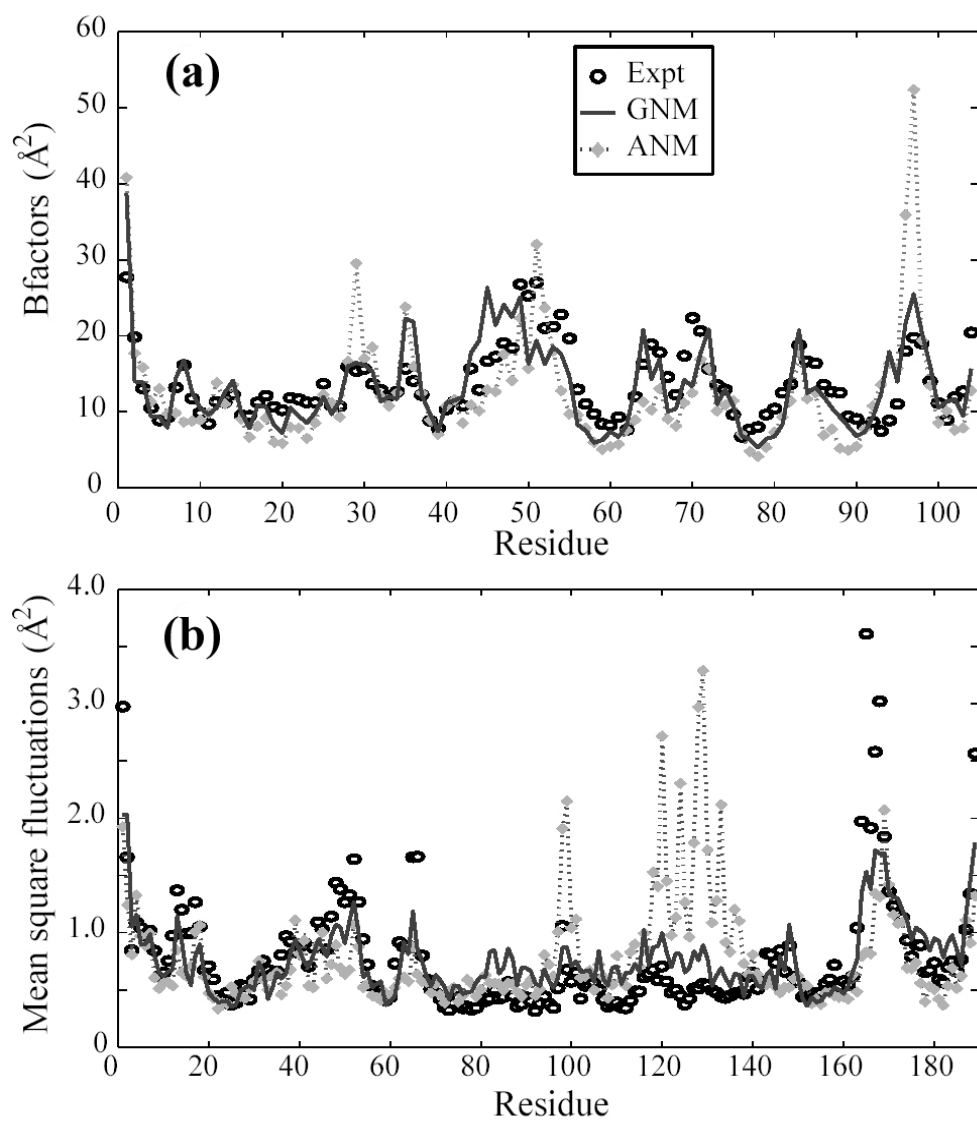 (a)
Expt
GNM
ANM
Bfactors (Å²)
60
50
40
30
20
10
0
0 10 20 30 40 50 60 70 80 90 100
Residue
(b)
Mean square fluctuations (Å²)
4.0
3.0
2.0
1.0
0
0 20 40 60 80 100 120 140 160 180
Residue